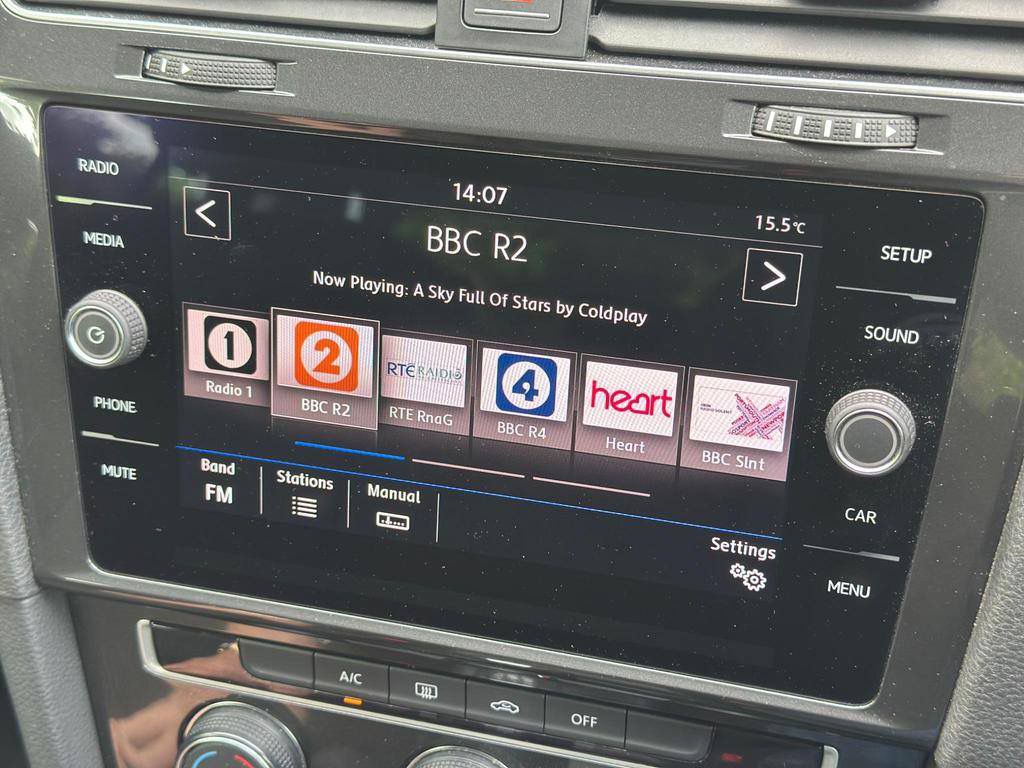 RADIO
MEDIA
PHONE
MUTE
14:07
15.5°C
BBC R2
Now Playing: A Sky Full Of Stars by Coldplay
1
2
RTÉ RAIDIÓ
4
heart
Radio 1
BBC R2
RTE RnaG
BBC R4
Heart
BBC Slnt
Band
FM
Stations
Manual
Settings
SETUP
SOUND
CAR
MENU
A/C
OFF